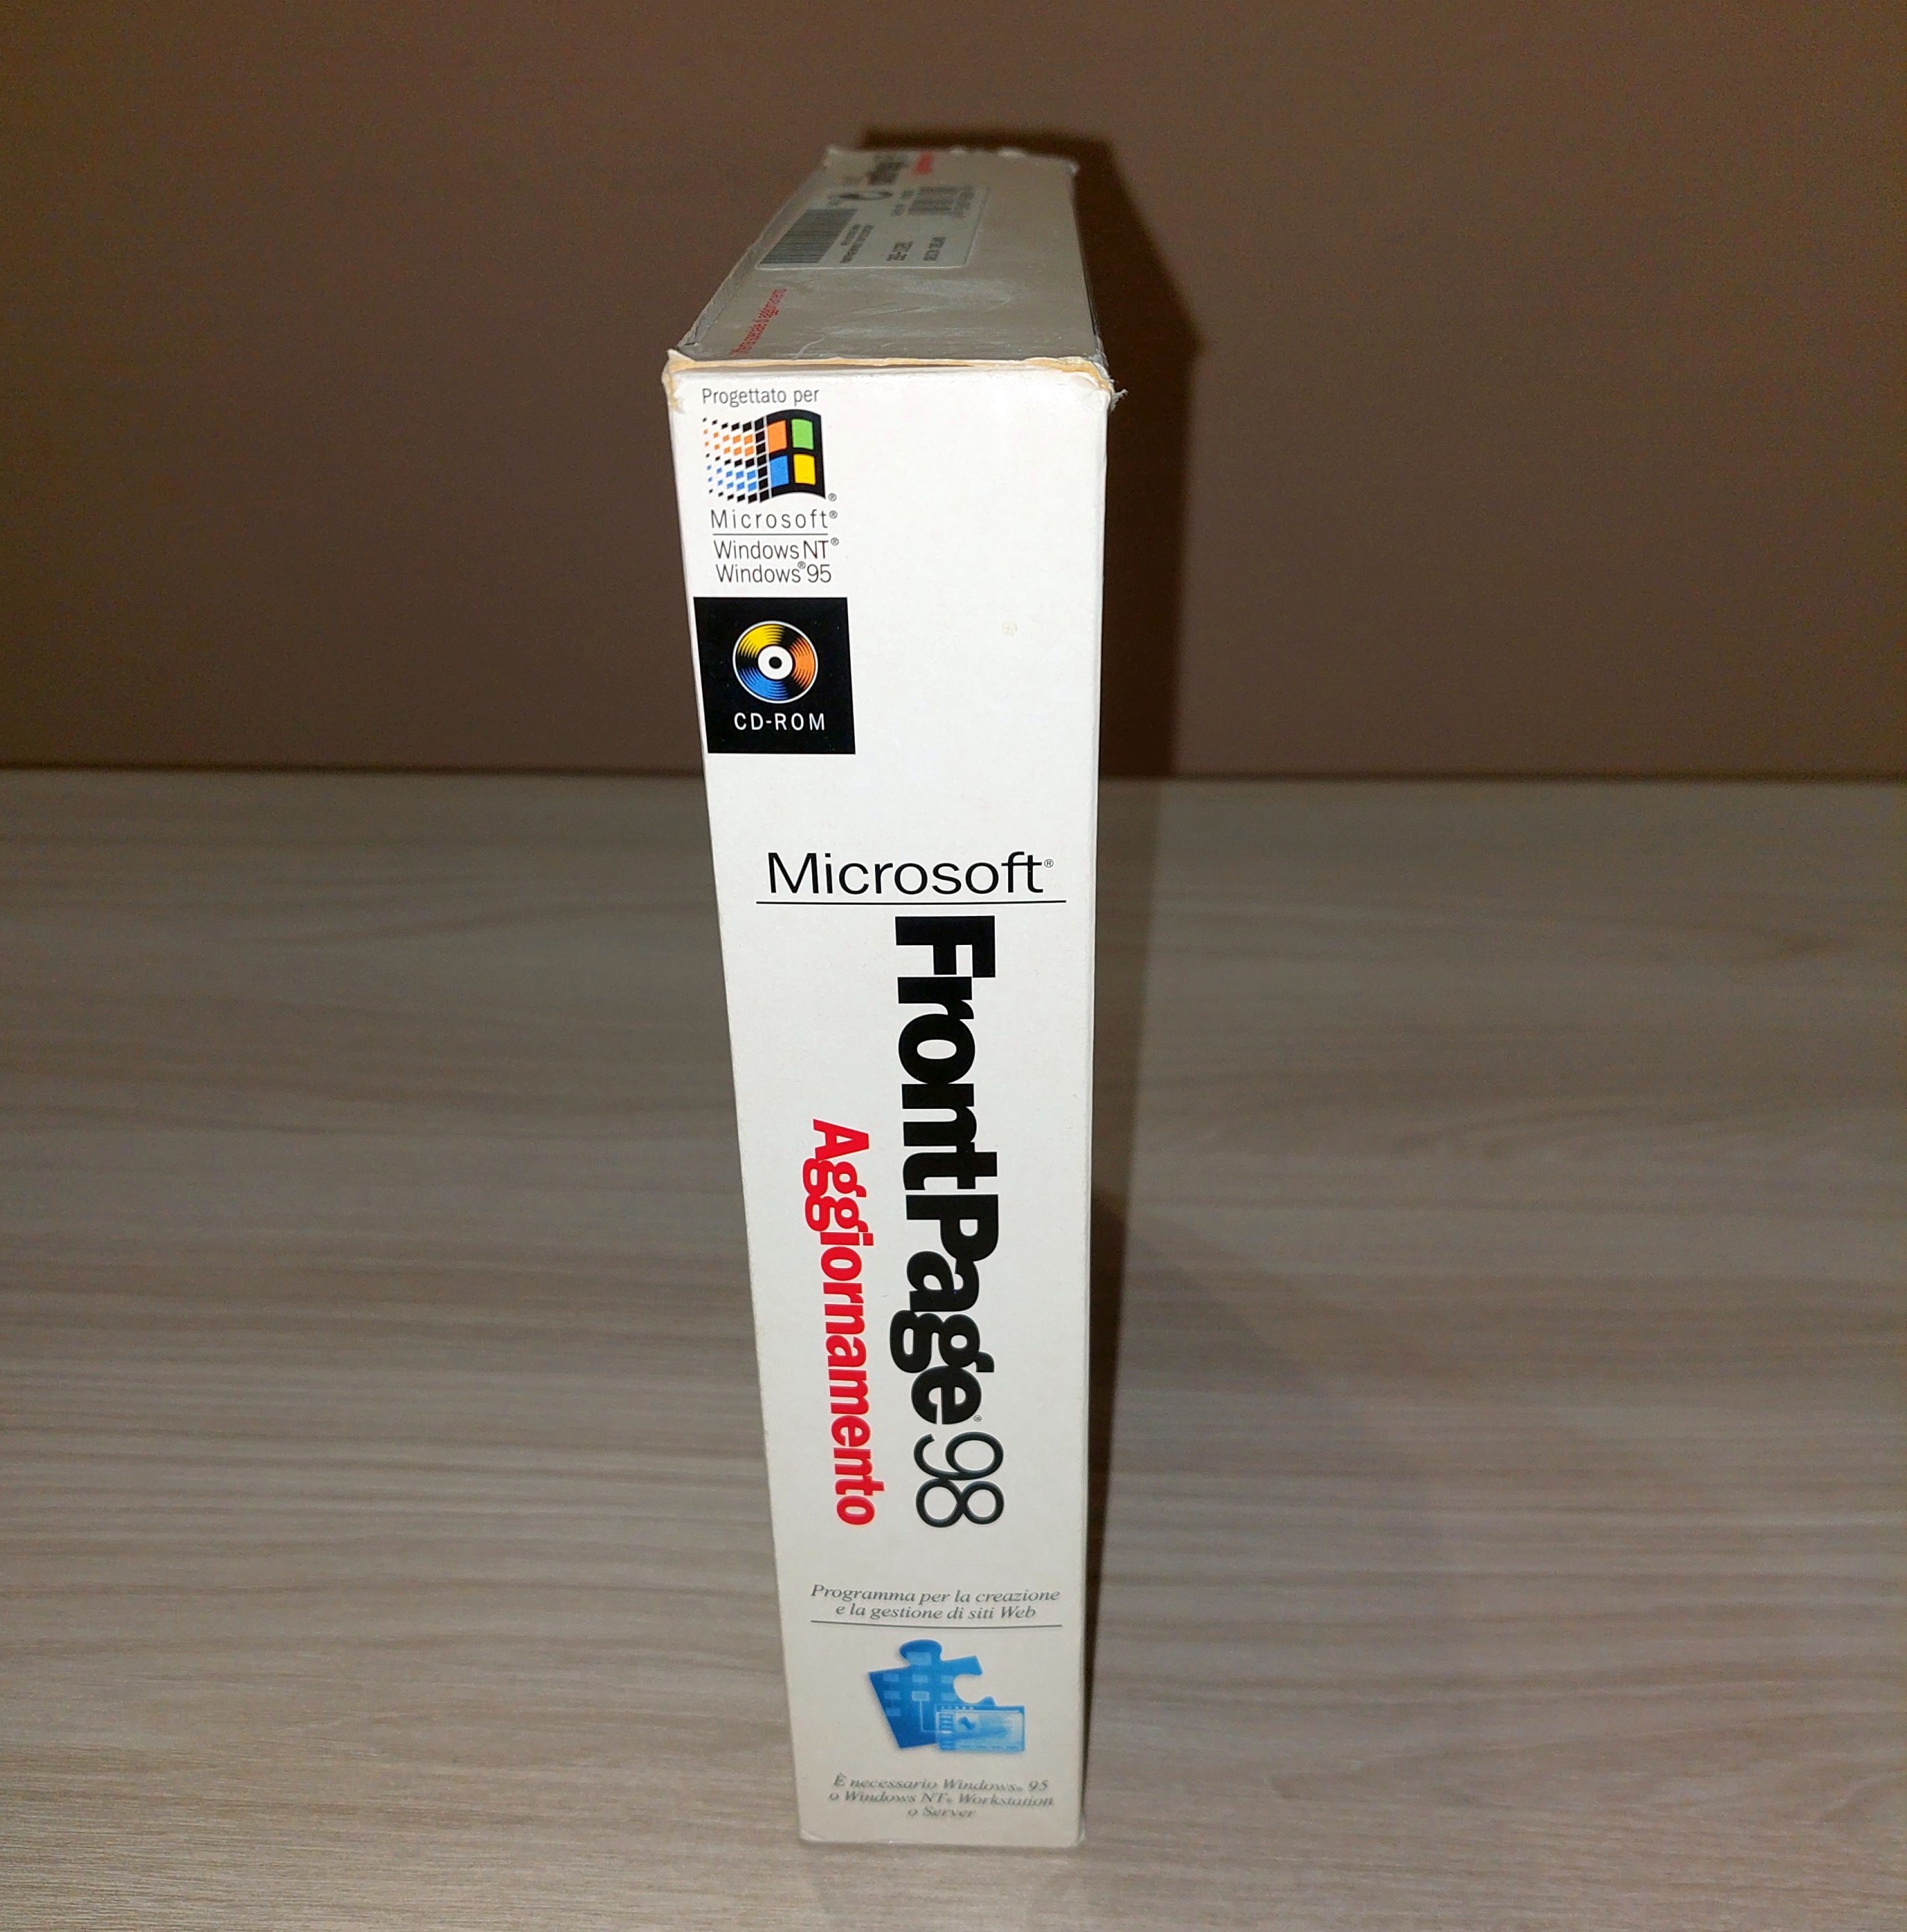 Progettato per
Microsoft®
Windows NT®
Windows®95
CD-ROM
Microsoft®
FrontPage®98
Aggiornamento
Programma per la creazione
e la gestione di siti Web
È necessario Windows® 95
o Windows NT® Workstation
o Server